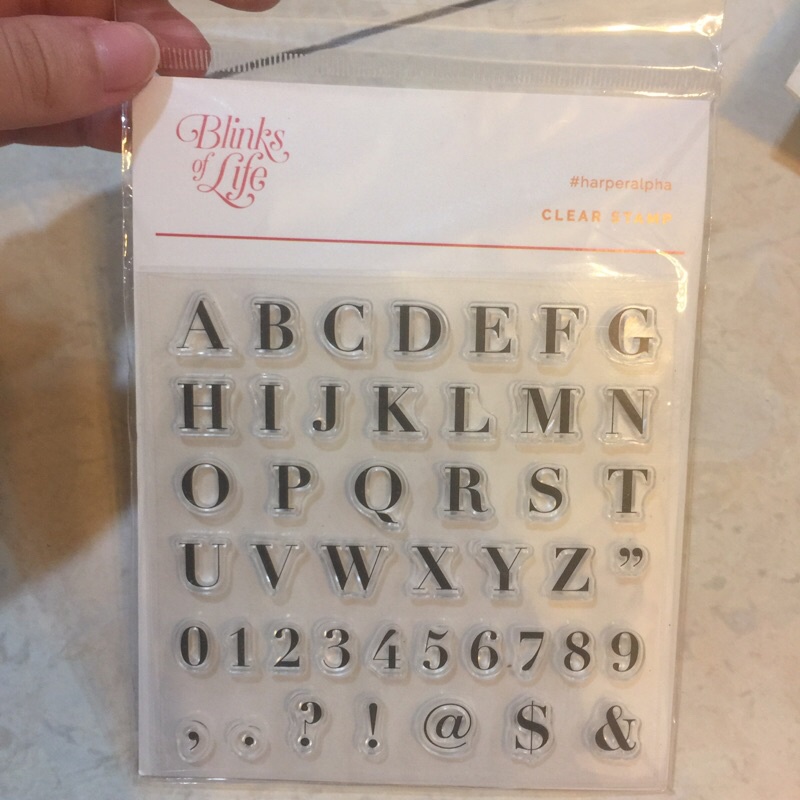 Blinks
of Life
#harperalpha
CLEAR STAMP
A B C D E F G
H I J K L M N
O P Q R S T
U V W X Y Z ”
0 1 2 3 4 5 6 7 8 9
, . ? ! @ $ &